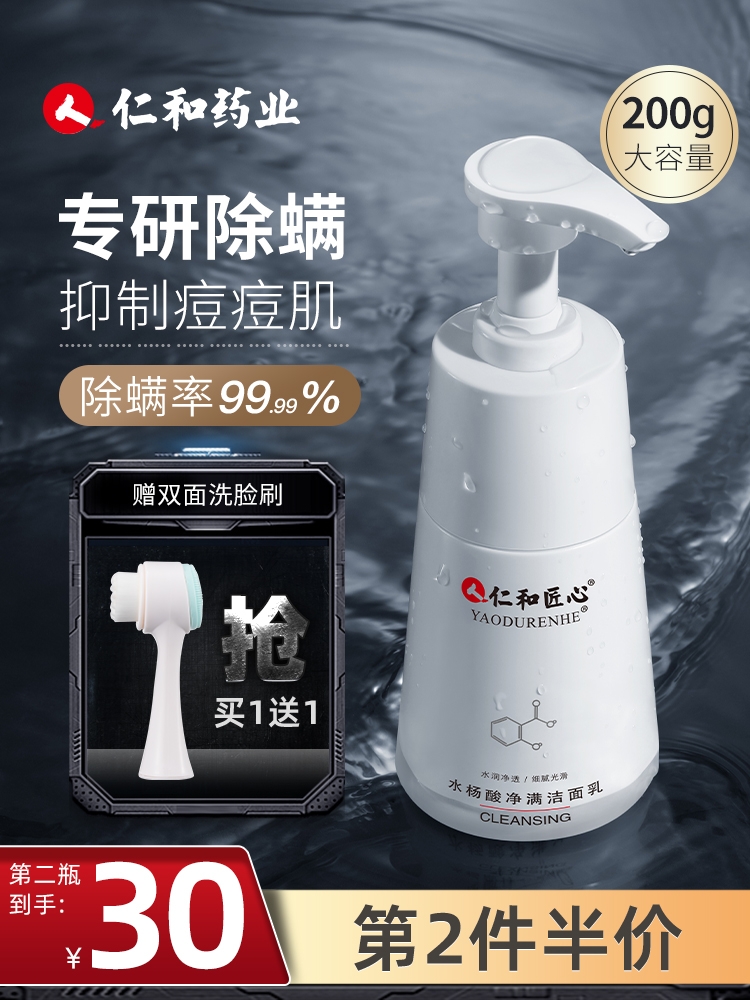 仁和药业
200g
大容量
专研除螨
抑制痘痘肌
除螨率99.99%
赠双面洗脸刷
抢
买1送1
仁和匠心®
YAODURENHE®
水润净透 / 细腻光滑
水杨酸净满洁面乳
CLEANSING
第二瓶
到手:
¥30
第2件半价